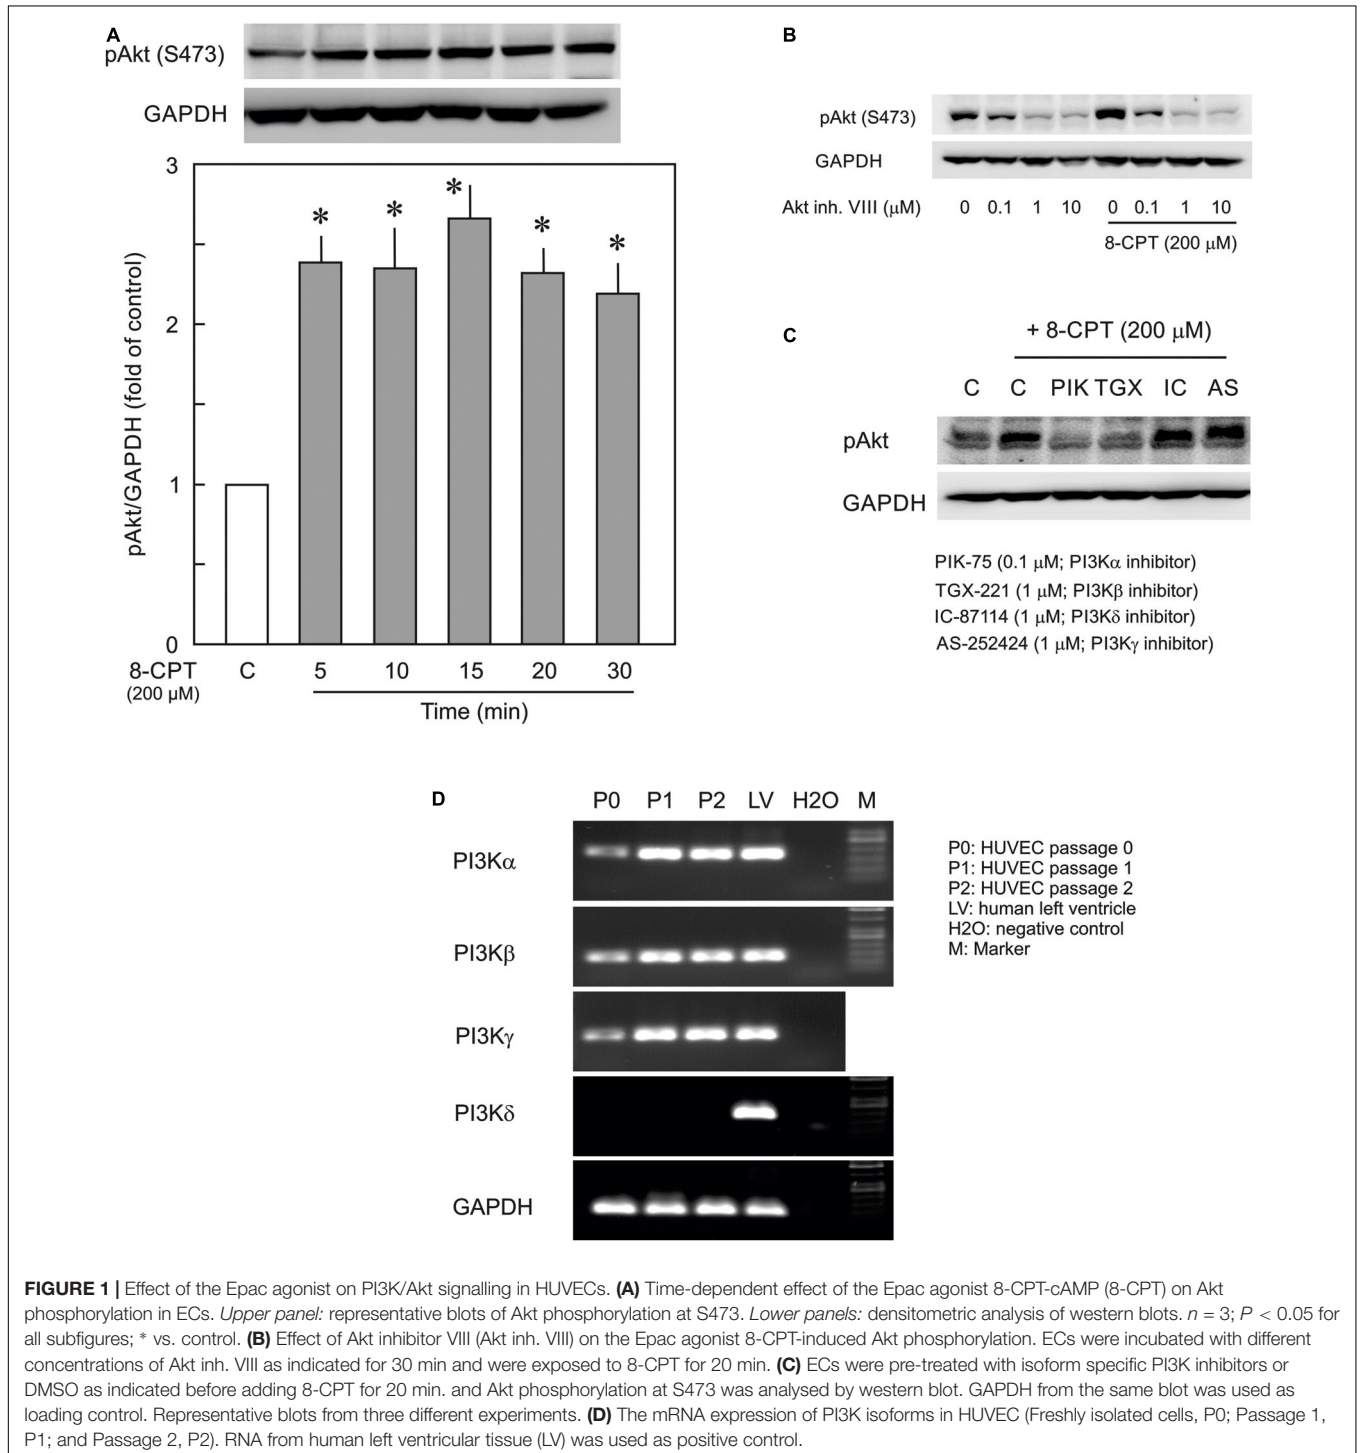 A
pAkt (S473)
GAPDH
3
2
1
0
pAkt/GAPDH (fold of control)
* * * * *
8-CPT C 5 10 15 20 30
(200 µM)
Time (min)
B
pAkt (S473)
GAPDH
Akt inh. VIII (µM) 0 0.1 1 10 0 0.1 1 10
8-CPT (200 µM)
C
+ 8-CPT (200 µM)
C C PIK TGX IC AS
pAkt
GAPDH
PIK-75 (0.1 µM; PI3Kα inhibitor)
TGX-221 (1 µM; PI3Kβ inhibitor)
IC-87114 (1 µM; PI3Kδ inhibitor)
AS-252424 (1 µM; PI3Kγ inhibitor)
D
P0 P1 P2 LV H2O M
PI3Kα
PI3Kβ
PI3Kγ
PI3Kδ
GAPDH
P0: HUVEC passage 0
P1: HUVEC passage 1
P2: HUVEC passage 2
LV: human left ventricle
H2O: negative control
M: Marker
FIGURE 1 | Effect of the Epac agonist on PI3K/Akt signalling in HUVECs. (A) Time-dependent effect of the Epac agonist 8-CPT-cAMP (8-CPT) on Akt
phosphorylation in ECs. Upper panel: representative blots of Akt phosphorylation at S473. Lower panels: densitometric analysis of western blots. n = 3; P < 0.05 for
all subfigures; * vs. control. (B) Effect of Akt inhibitor VIII (Akt inh. VIII) on the Epac agonist 8-CPT-induced Akt phosphorylation. ECs were incubated with different
concentrations of Akt inh. VIII as indicated for 30 min and were exposed to 8-CPT for 20 min. (C) ECs were pre-treated with isoform specific PI3K inhibitors or
DMSO as indicated before adding 8-CPT for 20 min. and Akt phosphorylation at S473 was analysed by western blot. GAPDH from the same blot was used as
loading control. Representative blots from three different experiments. (D) The mRNA expression of PI3K isoforms in HUVEC (Freshly isolated cells, P0; Passage 1,
P1; and Passage 2, P2). RNA from human left ventricular tissue (LV) was used as positive control.